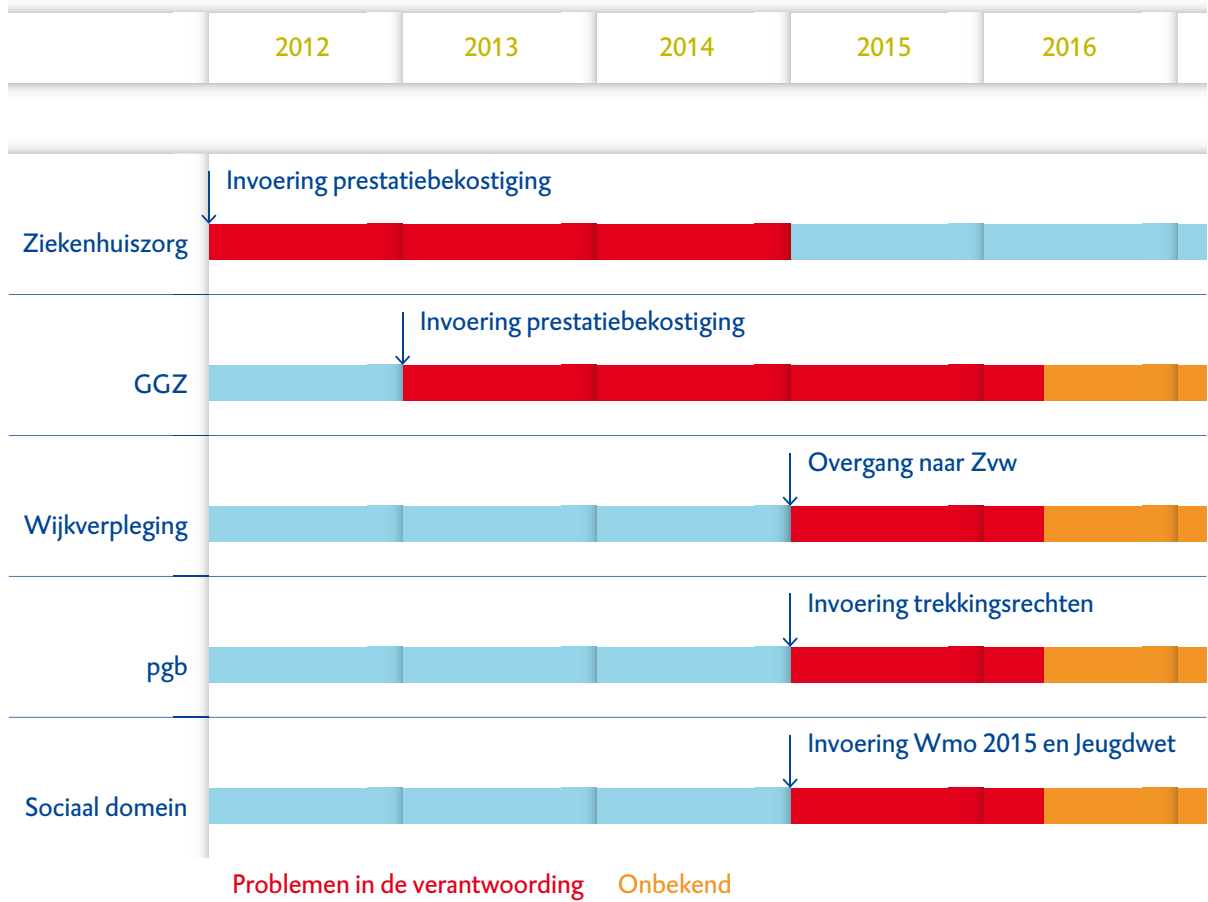 2012 2013 2014 2015 2016
Invoering prestatiebekostiging
Ziekenhuiszorg
Invoering prestatiebekostiging
GGZ
Overgang naar Zvw
Wijkverpleging
Invoering trekkingsrechten
pgb
Invoering Wmo 2015 en Jeugdwet
Sociaal domein
Problemen in de verantwoording Onbekend